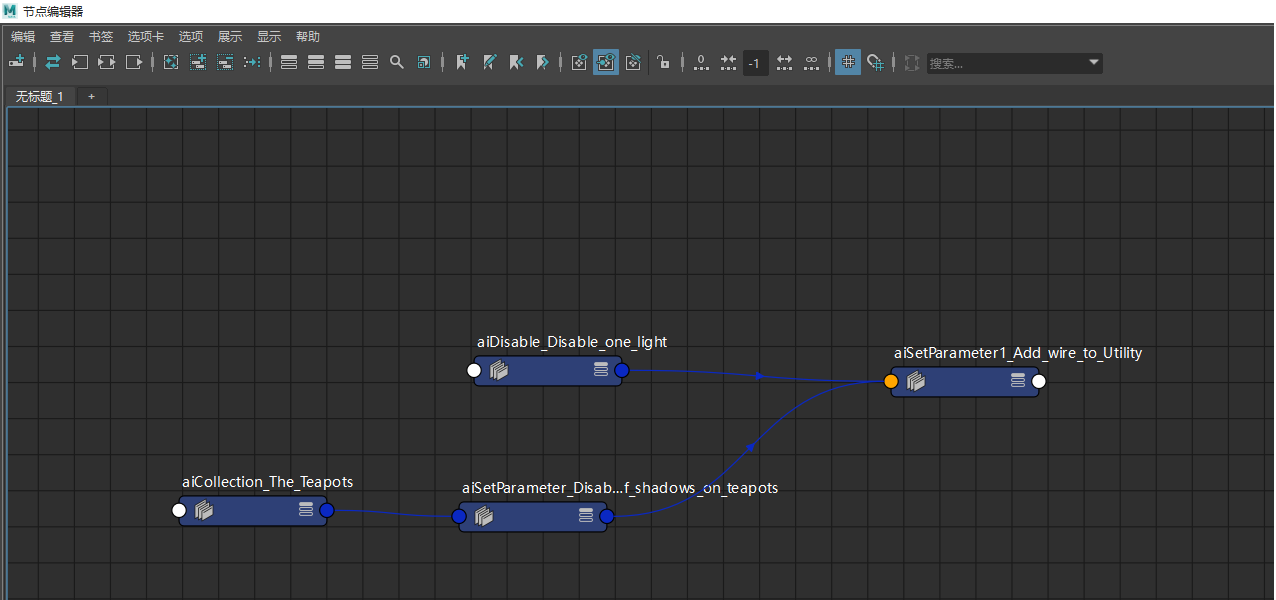 节点编辑器
编辑 查看 书签 选项卡 选项 展示 显示 帮助
0 -1 ∞ 搜索...
无标题_1 +
aiDisable_Disable_one_light
aiSetParameter1_Add_wire_to_Utility
aiCollection_The_Teapots
aiSetParameter_Disab...f_shadows_on_teapots